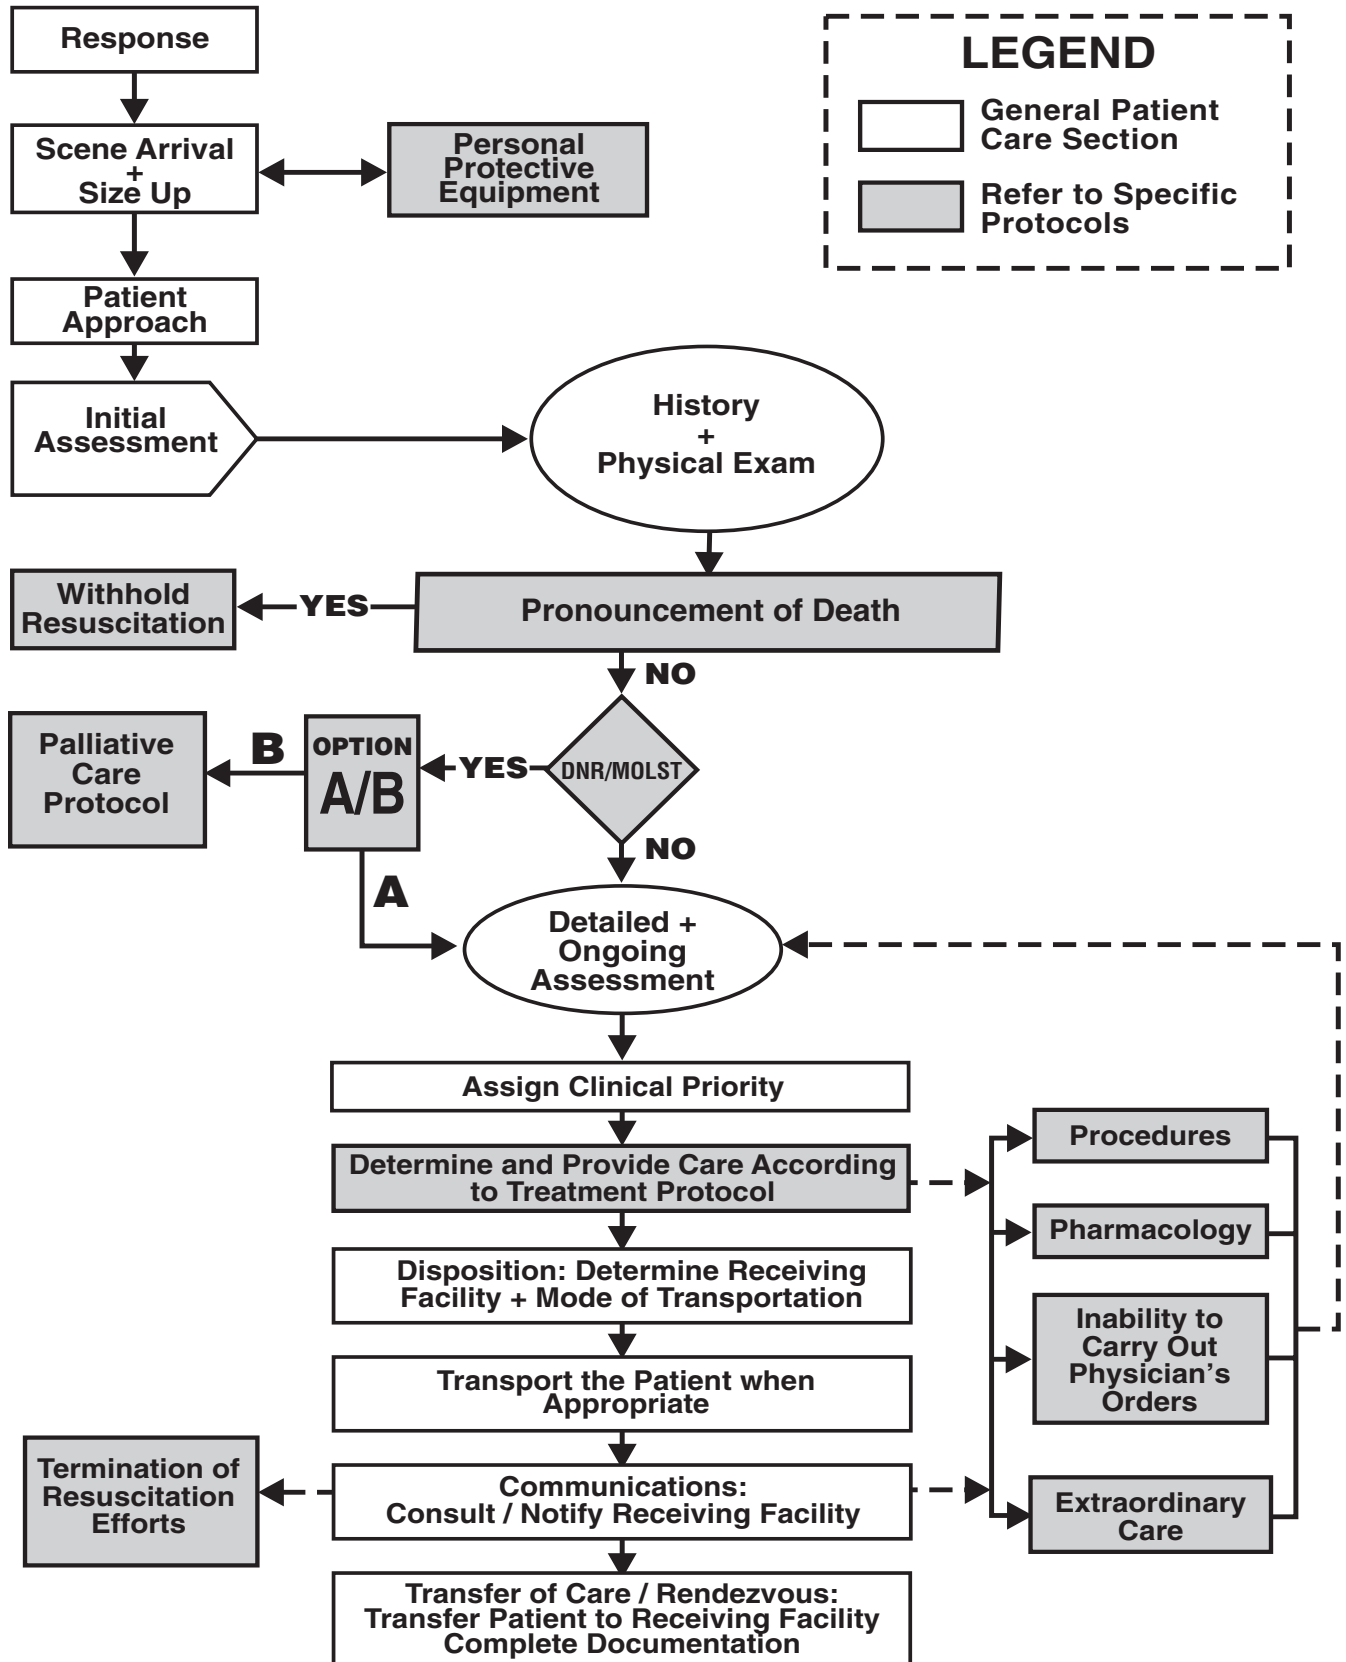 Response
LEGEND
General Patient
Care Section
Refer to Specific
Protocols
Scene Arrival
+
Size Up
Personal
Protective
Equipment
Patient
Approach
Initial
Assessment
History
+
Physical Exam
Withhold
Resuscitation
YES
Pronouncement of Death
NO
Palliative
Care
Protocol
B
OPTION
A/B
YES
DNR/MOLST
NO
A
Detailed +
Ongoing
Assessment
Assign Clinical Priority
Determine and Provide Care According
to Treatment Protocol
Procedures
Pharmacology
Inability to
Carry Out
Physician's
Orders
Extraordinary
Care
Disposition: Determine Receiving
Facility + Mode of Transportation
Transport the Patient when
Appropriate
Termination of
Resuscitation
Efforts
Communications:
Consult / Notify Receiving Facility
Transfer of Care / Rendezvous:
Transfer Patient to Receiving Facility
Complete Documentation